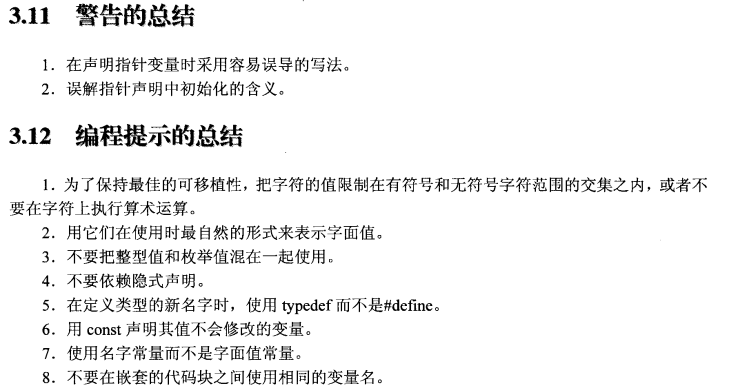 3.11 警告的总结
1．在声明指针变量时采用容易误导的写法。
2．误解指针声明中初始化的含义。
3.12 编程提示的总结
1．为了保持最佳的可移植性，把字符的值限制在有符号和无符号字符范围的交集之内，或者不
要在字符上执行算术运算。
2．用它们在使用时最自然的形式来表示字面值。
3．不要把整型值和枚举值混在一起使用。
4．不要依赖隐式声明。
5．在定义类型的新名字时，使用 typedef 而不是#define。
6．用 const 声明其值不会修改的变量。
7．使用名字常量而不是字面值常量。
8．不要在嵌套的代码块之间使用相同的变量名。